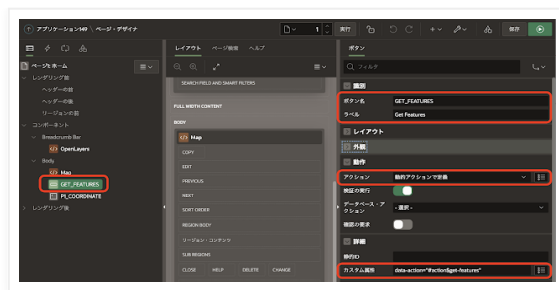 アプリケーション149 \ ページ・デザイナ
1
実行
保存
レイアウト
ページ検索
ヘルプ
ボタン
フィルタ
ページ1: ホーム
レンダリング前
ヘッダーの前
ヘッダーの後
リージョンの前
コンポーネント
Breadcrumb Bar
OpenLayers
Body
Map
GET_FEATURES
P1_COORDINATE
レンダリング後
SEARCH FIELD AND SMART FILTERS
FULL WIDTH CONTENT
BODY
Map
COPY
EDIT
PREVIOUS
NEXT
SORT ORDER
REGION BODY
リージョン・コンテンツ
SUB REGIONS
CLOSE
HELP
DELETE
CHANGE
識別
ボタン名
GET_FEATURES
ラベル
Get Features
レイアウト
外観
動作
アクション
動的アクションで定義
検証の実行
データベース・ア
クション
- 選択 -
確認の要求
詳細
静的ID
カスタム属性
data-action="#action$get-features"